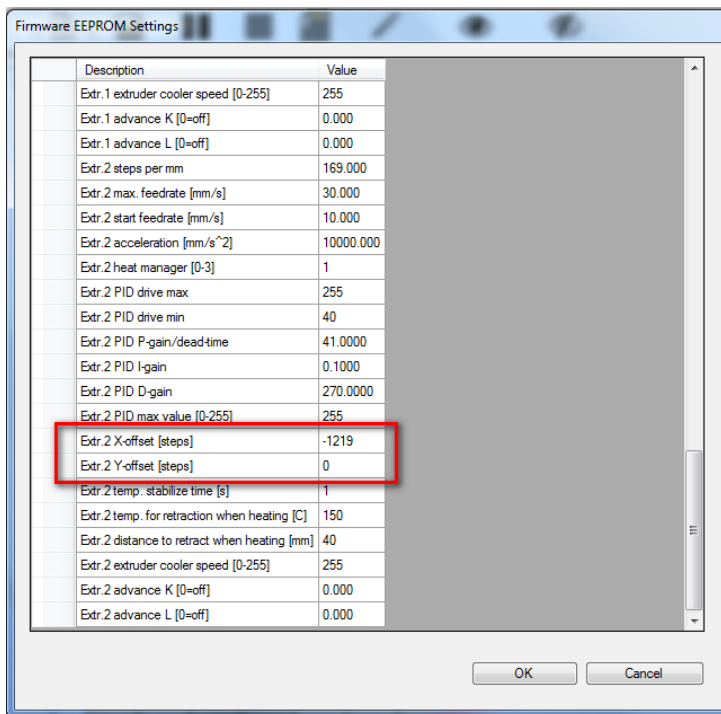 Firmware EEPROM Settings
Description Value
Extr.1 extruder cooler speed [0-255] 255
Extr.1 advance K [0=off] 0.000
Extr.1 advance L [0=off] 0.000
Extr.2 steps per mm 169.000
Extr.2 max. feedrate [mm/s] 30.000
Extr.2 start feedrate [mm/s] 10.000
Extr.2 acceleration [mm/s^2] 10000.000
Extr.2 heat manager [0-3] 1
Extr.2 PID drive max 255
Extr.2 PID drive min 40
Extr.2 PID P-gain/dead-time 41.0000
Extr.2 PID I-gain 0.1000
Extr.2 PID D-gain 270.0000
Extr.2 PID max value [0-255] 255
Extr.2 X-offset [steps] -1219
Extr.2 Y-offset [steps] 0
Extr.2 temp. stabilize time [s] 1
Extr.2 temp. for retraction when heating [C] 150
Extr.2 distance to retract when heating [mm] 40
Extr.2 extruder cooler speed [0-255] 255
Extr.2 advance K [0=off] 0.000
Extr.2 advance L [0=off] 0.000
OK Cancel